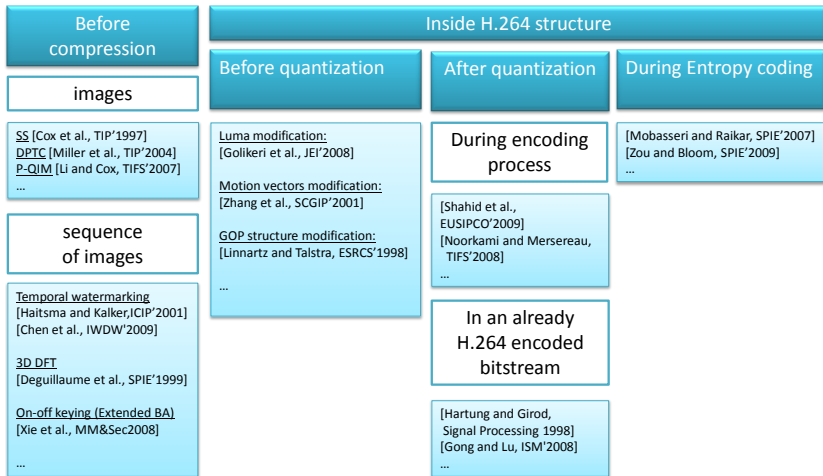 Before
compression
images
SS [Cox et al., TIP'1997]
DPTC [Miller et al., TIP'2004]
P-QIM [Li and Cox, TIFS'2007]
...
sequence
of images
Temporal watermarking
[Haitsma and Kalker,ICIP'2001]
[Chen et al., IWDW'2009]
3D DFT
[Deguillaume et al., SPIE'1999]
On-off keying (Extended BA)
[Xie et al., MM&Sec2008]
...
Inside H.264 structure
Before quantization
Luma modification:
[Golikeri et al., JEI'2008]
Motion vectors modification:
[Zhang et al., SCGIP'2001]
GOP structure modification:
[Linnartz and Talstra, ESRCS'1998]
...
After quantization
During encoding
process
[Shahid et al.,
EUSIPCO'2009]
[Noorkami and Mersereau,
TIFS'2008]
...
In an already
H.264 encoded
bitstream
[Hartung and Girod,
Signal Processing 1998]
[Gong and Lu, ISM'2008]
...
During Entropy coding
[Mobasseri and Raikar, SPIE'2007]
[Zou and Bloom, SPIE'2009]
...